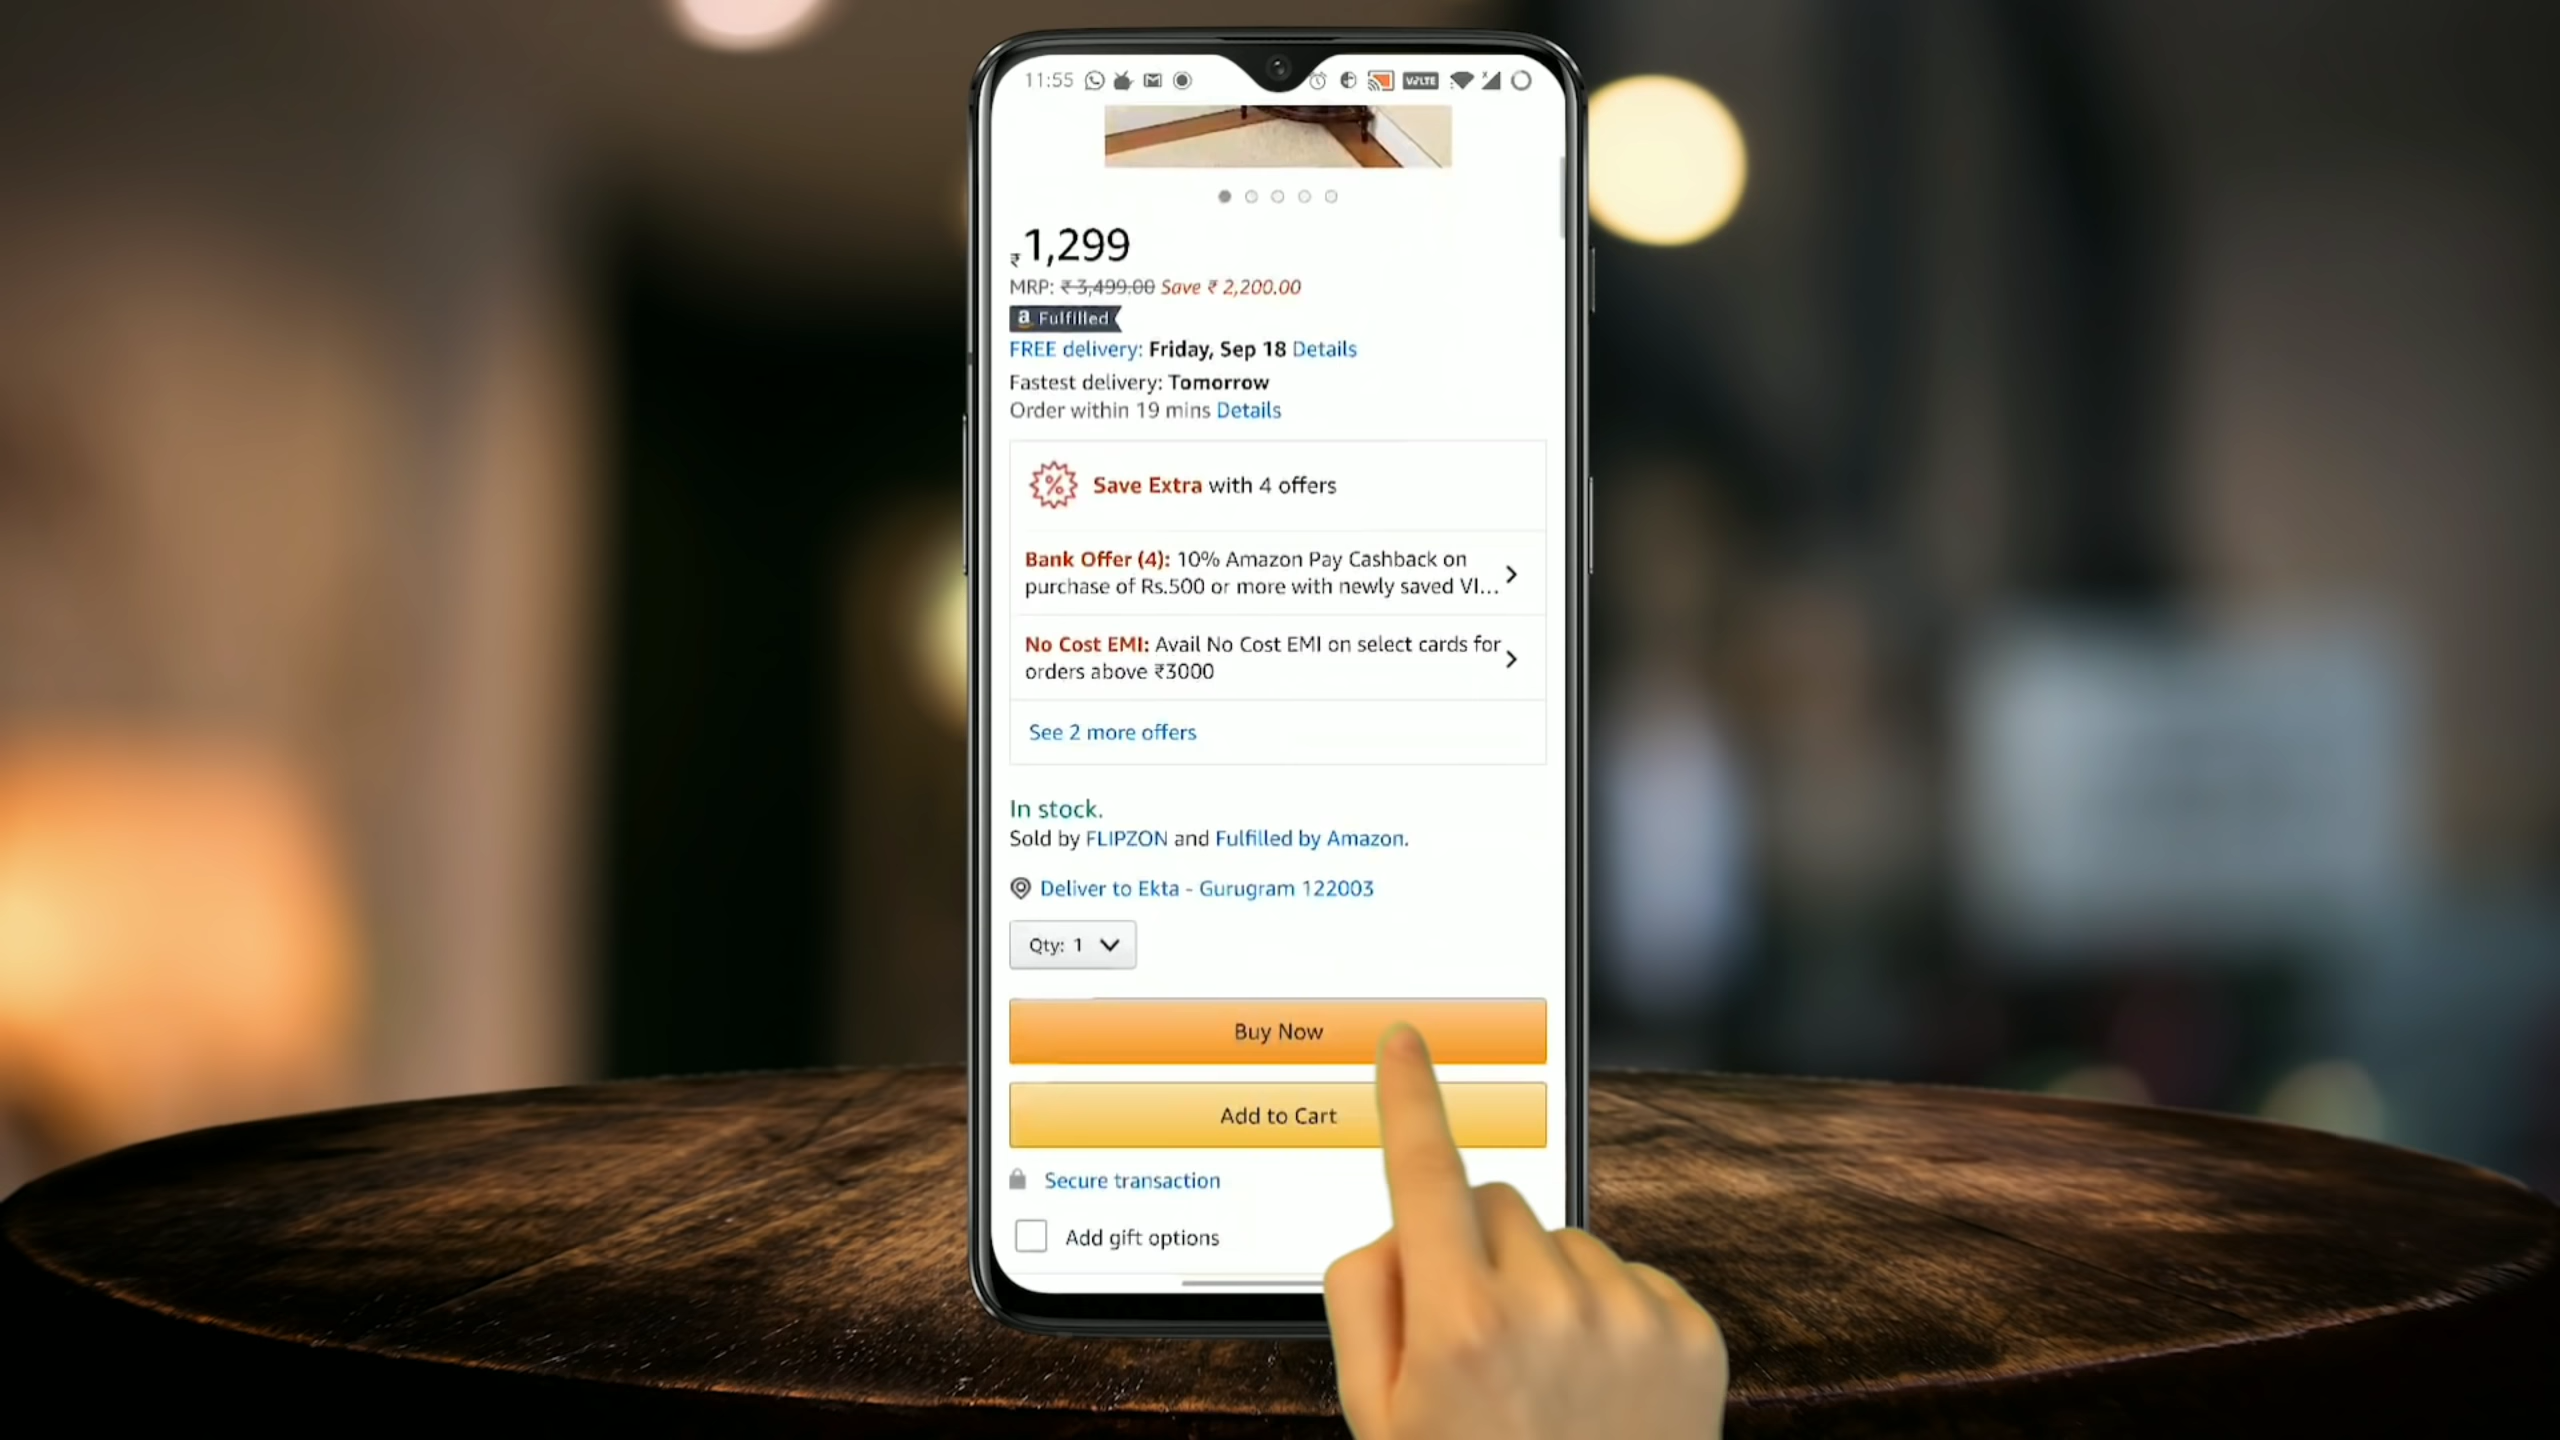 11:55 VoLTE
₹1,299
MRP: ₹ 3,499.00 Save ₹ 2,200.00
a Fulfilled
FREE delivery: Friday, Sep 18 Details
Fastest delivery: Tomorrow
Order within 19 mins Details
% Save Extra with 4 offers
Bank Offer (4): 10% Amazon Pay Cashback on
purchase of Rs.500 or more with newly saved VI...
No Cost EMI: Avail No Cost EMI on select cards for
orders above ₹3000
See 2 more offers
In stock.
Sold by FLIPZON and Fulfilled by Amazon.
Deliver to Ekta - Gurugram 122003
Qty: 1
Buy Now
Add to Cart
Secure transaction
Add gift options